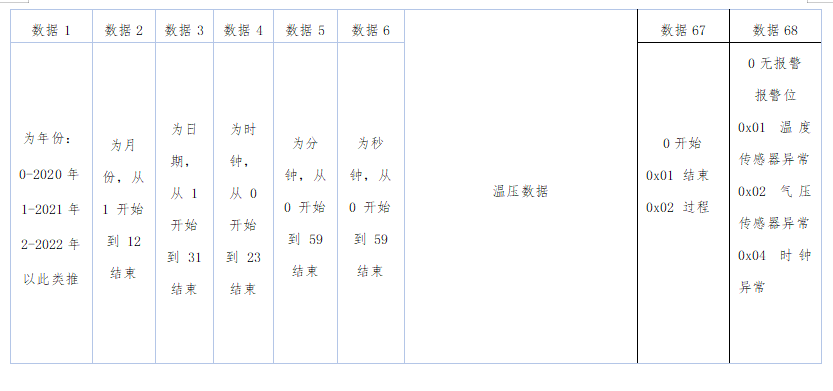 数据 1
数据 2
数据 3
数据 4
数据 5
数据 6
数据 67
数据 68
为年份：
0-2020 年
1-2021 年
2-2022 年
以此类推
为月
份，从
1 开始
到 12
结束
为日
期，
从 1
开始
到 31
结束
为时
钟，
从 0
开始
到 23
结束
为分
钟，从
0 开始
到 59
结束
为秒
钟，从
0 开始
到 59
结束
温压数据
0 开始
0x01 结束
0x02 过程
0 无报警
报警位
0x01 温度
传感器异常
0x02 气压
传感器异常
0x04 时钟
异常